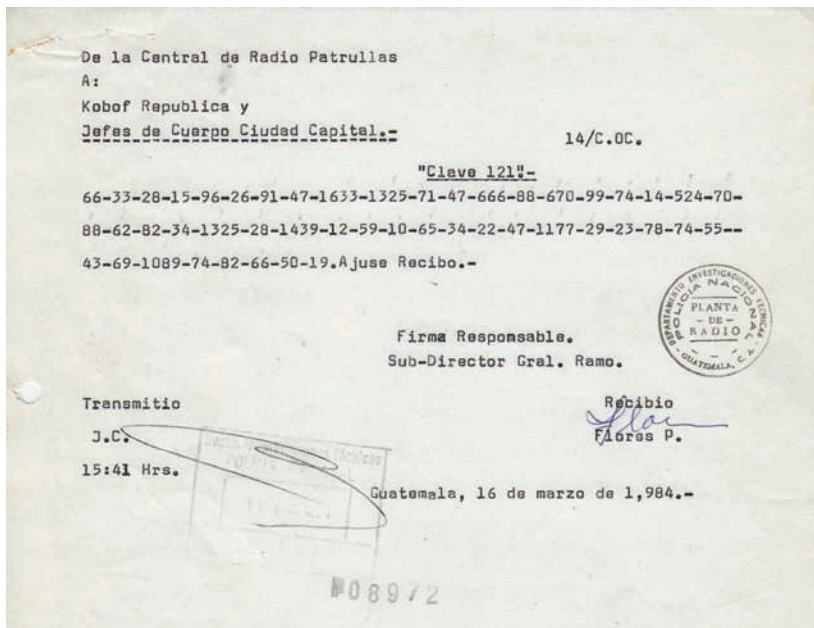 De la Central de Radio Patrullas
A:
Kobof Republica y
Jefes de Cuerpo Ciudad Capital.-
14/C.OC.
"Clave 121".-
66-33-28-15-96-26-91-47-1633-1325-71-47-666-88-670-99-74-14-524-70-
88-62-82-34-1325-28-1439-12-59-10-65-34-22-47-1177-29-23-78-74-55--
43-69-1089-74-82-66-50-19.Ajuse Recibo.-
DEPARTAMENTO INVESTIGACIONES TECNICAS
POLICIA NACIONAL
PLANTA
- DE -
RADIO
GUATEMALA, C.
Firma Responsable.
Sub-Director Gral. Ramo.
Transmitio
Recibio
J.C.
Flores P.
15:41 Hrs.
Técnicas
Guatemala, 16 de marzo de 1,984.-
08972